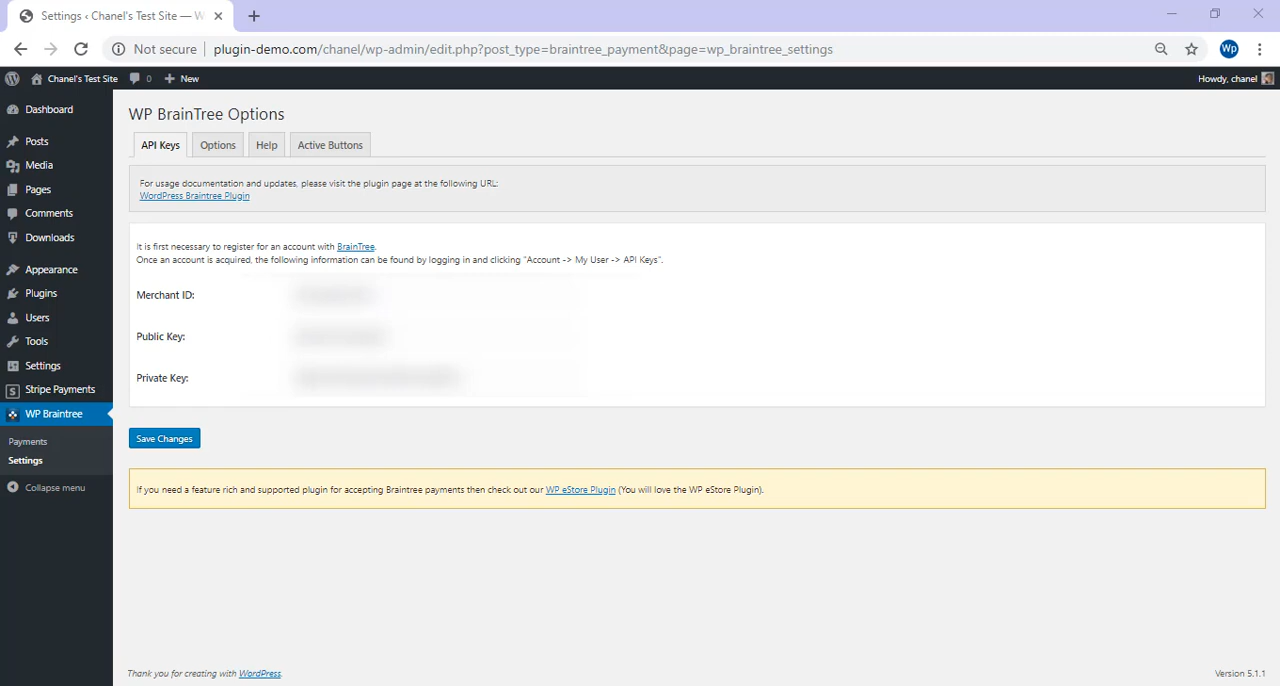 Settings ‹ Chanel's Test Site — W
Not secure
plugin-demo.com/chanel/wp-admin/edit.php?post_type=braintree_payment&page=wp_braintree_settings
Wp
Chanel's Test Site
0
New
Howdy, chanel
Dashboard
Posts
Media
Pages
Comments
Downloads
Appearance
Plugins
Users
Tools
Settings
Stripe Payments
WP Braintree
Payments
Settings
Collapse menu
WP BrainTree Options
API Keys
Options
Help
Active Buttons
For usage documentation and updates, please visit the plugin page at the following URL:
WordPress Braintree Plugin
It is first necessary to register for an account with BrainTree.
Once an account is acquired, the following information can be found by logging in and clicking "Account -> My User -> API Keys".
Merchant ID:
Public Key:
Private Key:
Save Changes
If you need a feature rich and supported plugin for accepting Braintree payments then check out our WP eStore Plugin (You will love the WP eStore Plugin).
Thank you for creating with WordPress.
Version 5.1.1